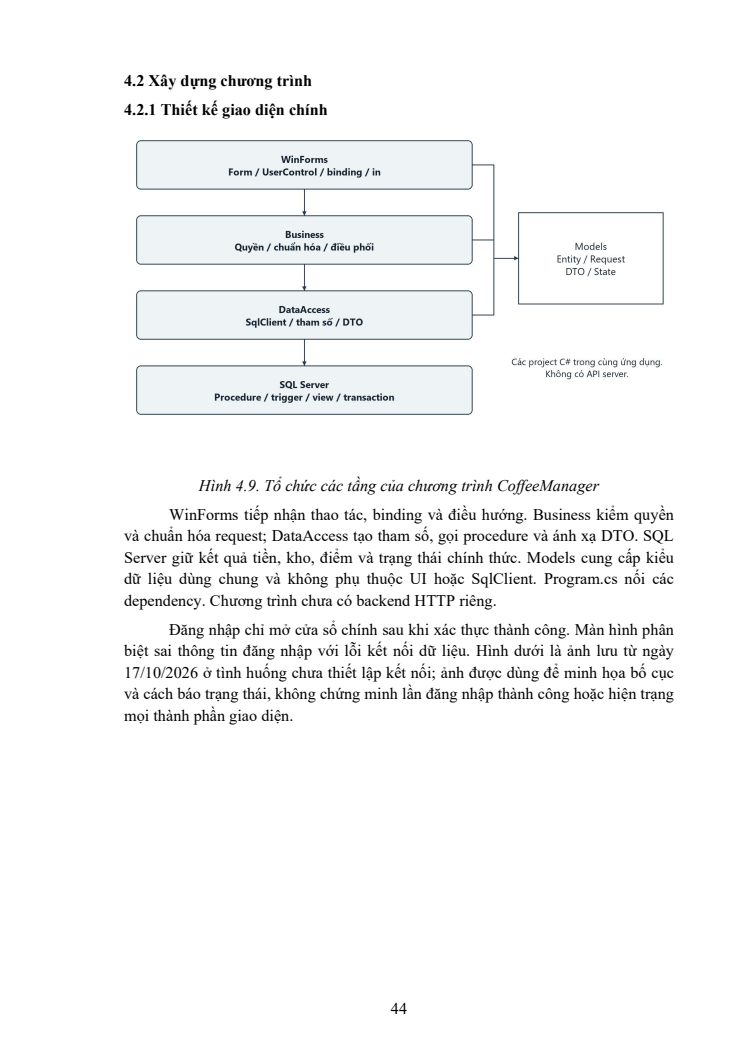 4.2 Xây dựng chương trình
4.2.1 Thiết kế giao diện chính
WinForms
Form / UserControl / binding / in
Business
Quyền / chuẩn hóa / điều phối
DataAccess
SqlClient / tham số / DTO
SQL Server
Procedure / trigger / view / transaction
Models
Entity / Request
DTO / State
Các project C# trong cùng ứng dụng.
Không có API server.
Hình 4.9. Tổ chức các tầng của chương trình CoffeeManager
WinForms tiếp nhận thao tác, binding và điều hướng. Business kiểm quyền
và chuẩn hóa request; DataAccess tạo tham số, gọi procedure và ánh xạ DTO. SQL
Server giữ kết quả tiền, kho, điểm và trạng thái chính thức. Models cung cấp kiểu
dữ liệu dùng chung và không phụ thuộc UI hoặc SqlClient. Program.cs nối các
dependency. Chương trình chưa có backend HTTP riêng.
Đăng nhập chỉ mở cửa sổ chính sau khi xác thực thành công. Màn hình phân
biệt sai thông tin đăng nhập với lỗi kết nối dữ liệu. Hình dưới là ảnh lưu từ ngày
17/10/2026 ở tình huống chưa thiết lập kết nối; ảnh được dùng để minh họa bố cục
và cách báo trạng thái, không chứng minh lần đăng nhập thành công hoặc hiện trạng
mọi thành phần giao diện.
44